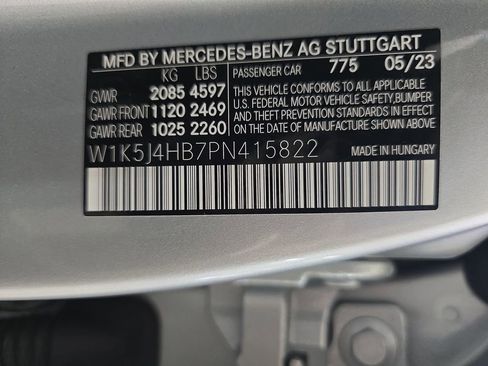 MFD BY MERCEDES-BENZ AG STUTTGART
KG LBS PASSENGER CAR 775 05/23
GVWR 2085 4597
GAWR FRONT 1120 2469
GAWR REAR 1025 2260
THIS VEHICLE CONFORMS TO ALL APPLICABLE
U.S. FEDERAL MOTOR VEHICLE SAFETY, BUMPER
AND THEFT PREVENTION STANDARDS IN EFFECT
ON THE DATE OF MANUFACTURE SHOWN ABOVE.
W1K5J4HB7PN415822 MADE IN HUNGARY